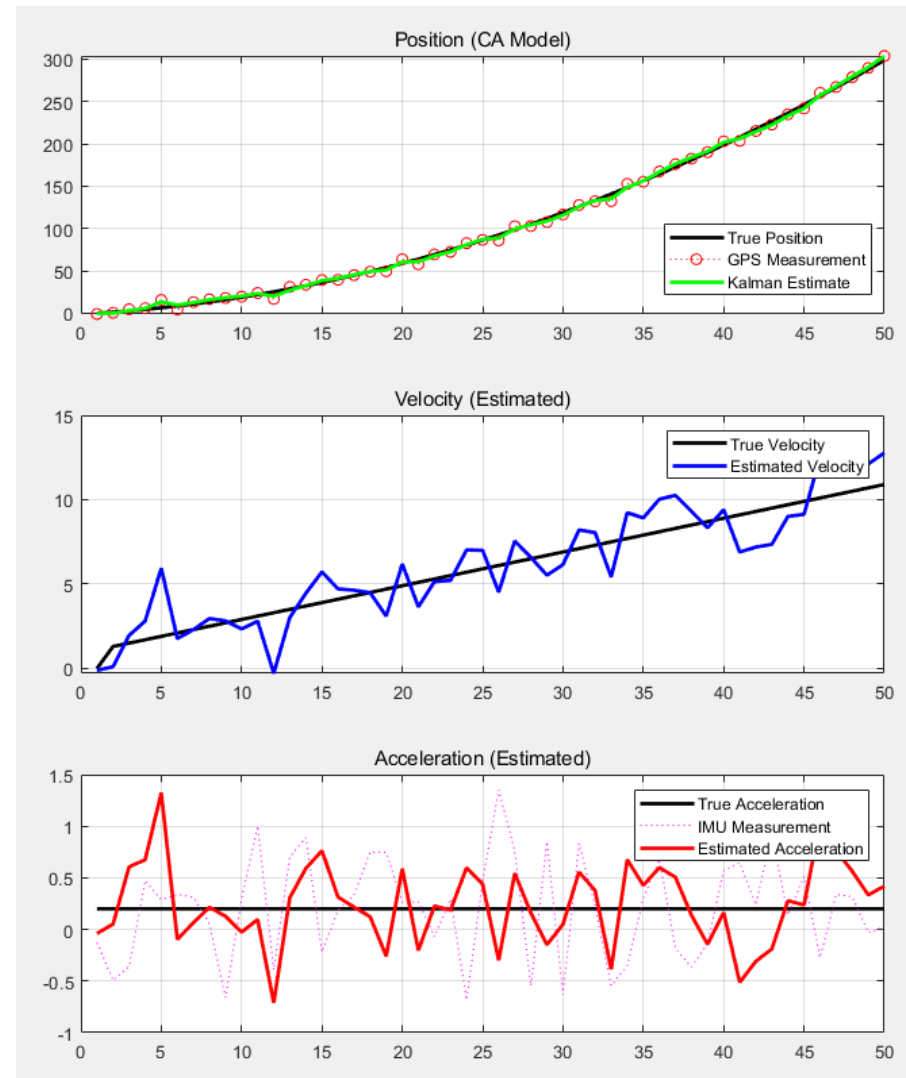 Position (CA Model)
300
250
200
150
100
50
0
True Position
GPS Measurement
Kalman Estimate
0 5 10 15 20 25 30 35 40 45 50
Velocity (Estimated)
15
10
5
0
True Velocity
Estimated Velocity
0 5 10 15 20 25 30 35 40 45 50
Acceleration (Estimated)
1.5
1
0.5
0
-0.5
-1
True Acceleration
IMU Measurement
Estimated Acceleration
0 5 10 15 20 25 30 35 40 45 50